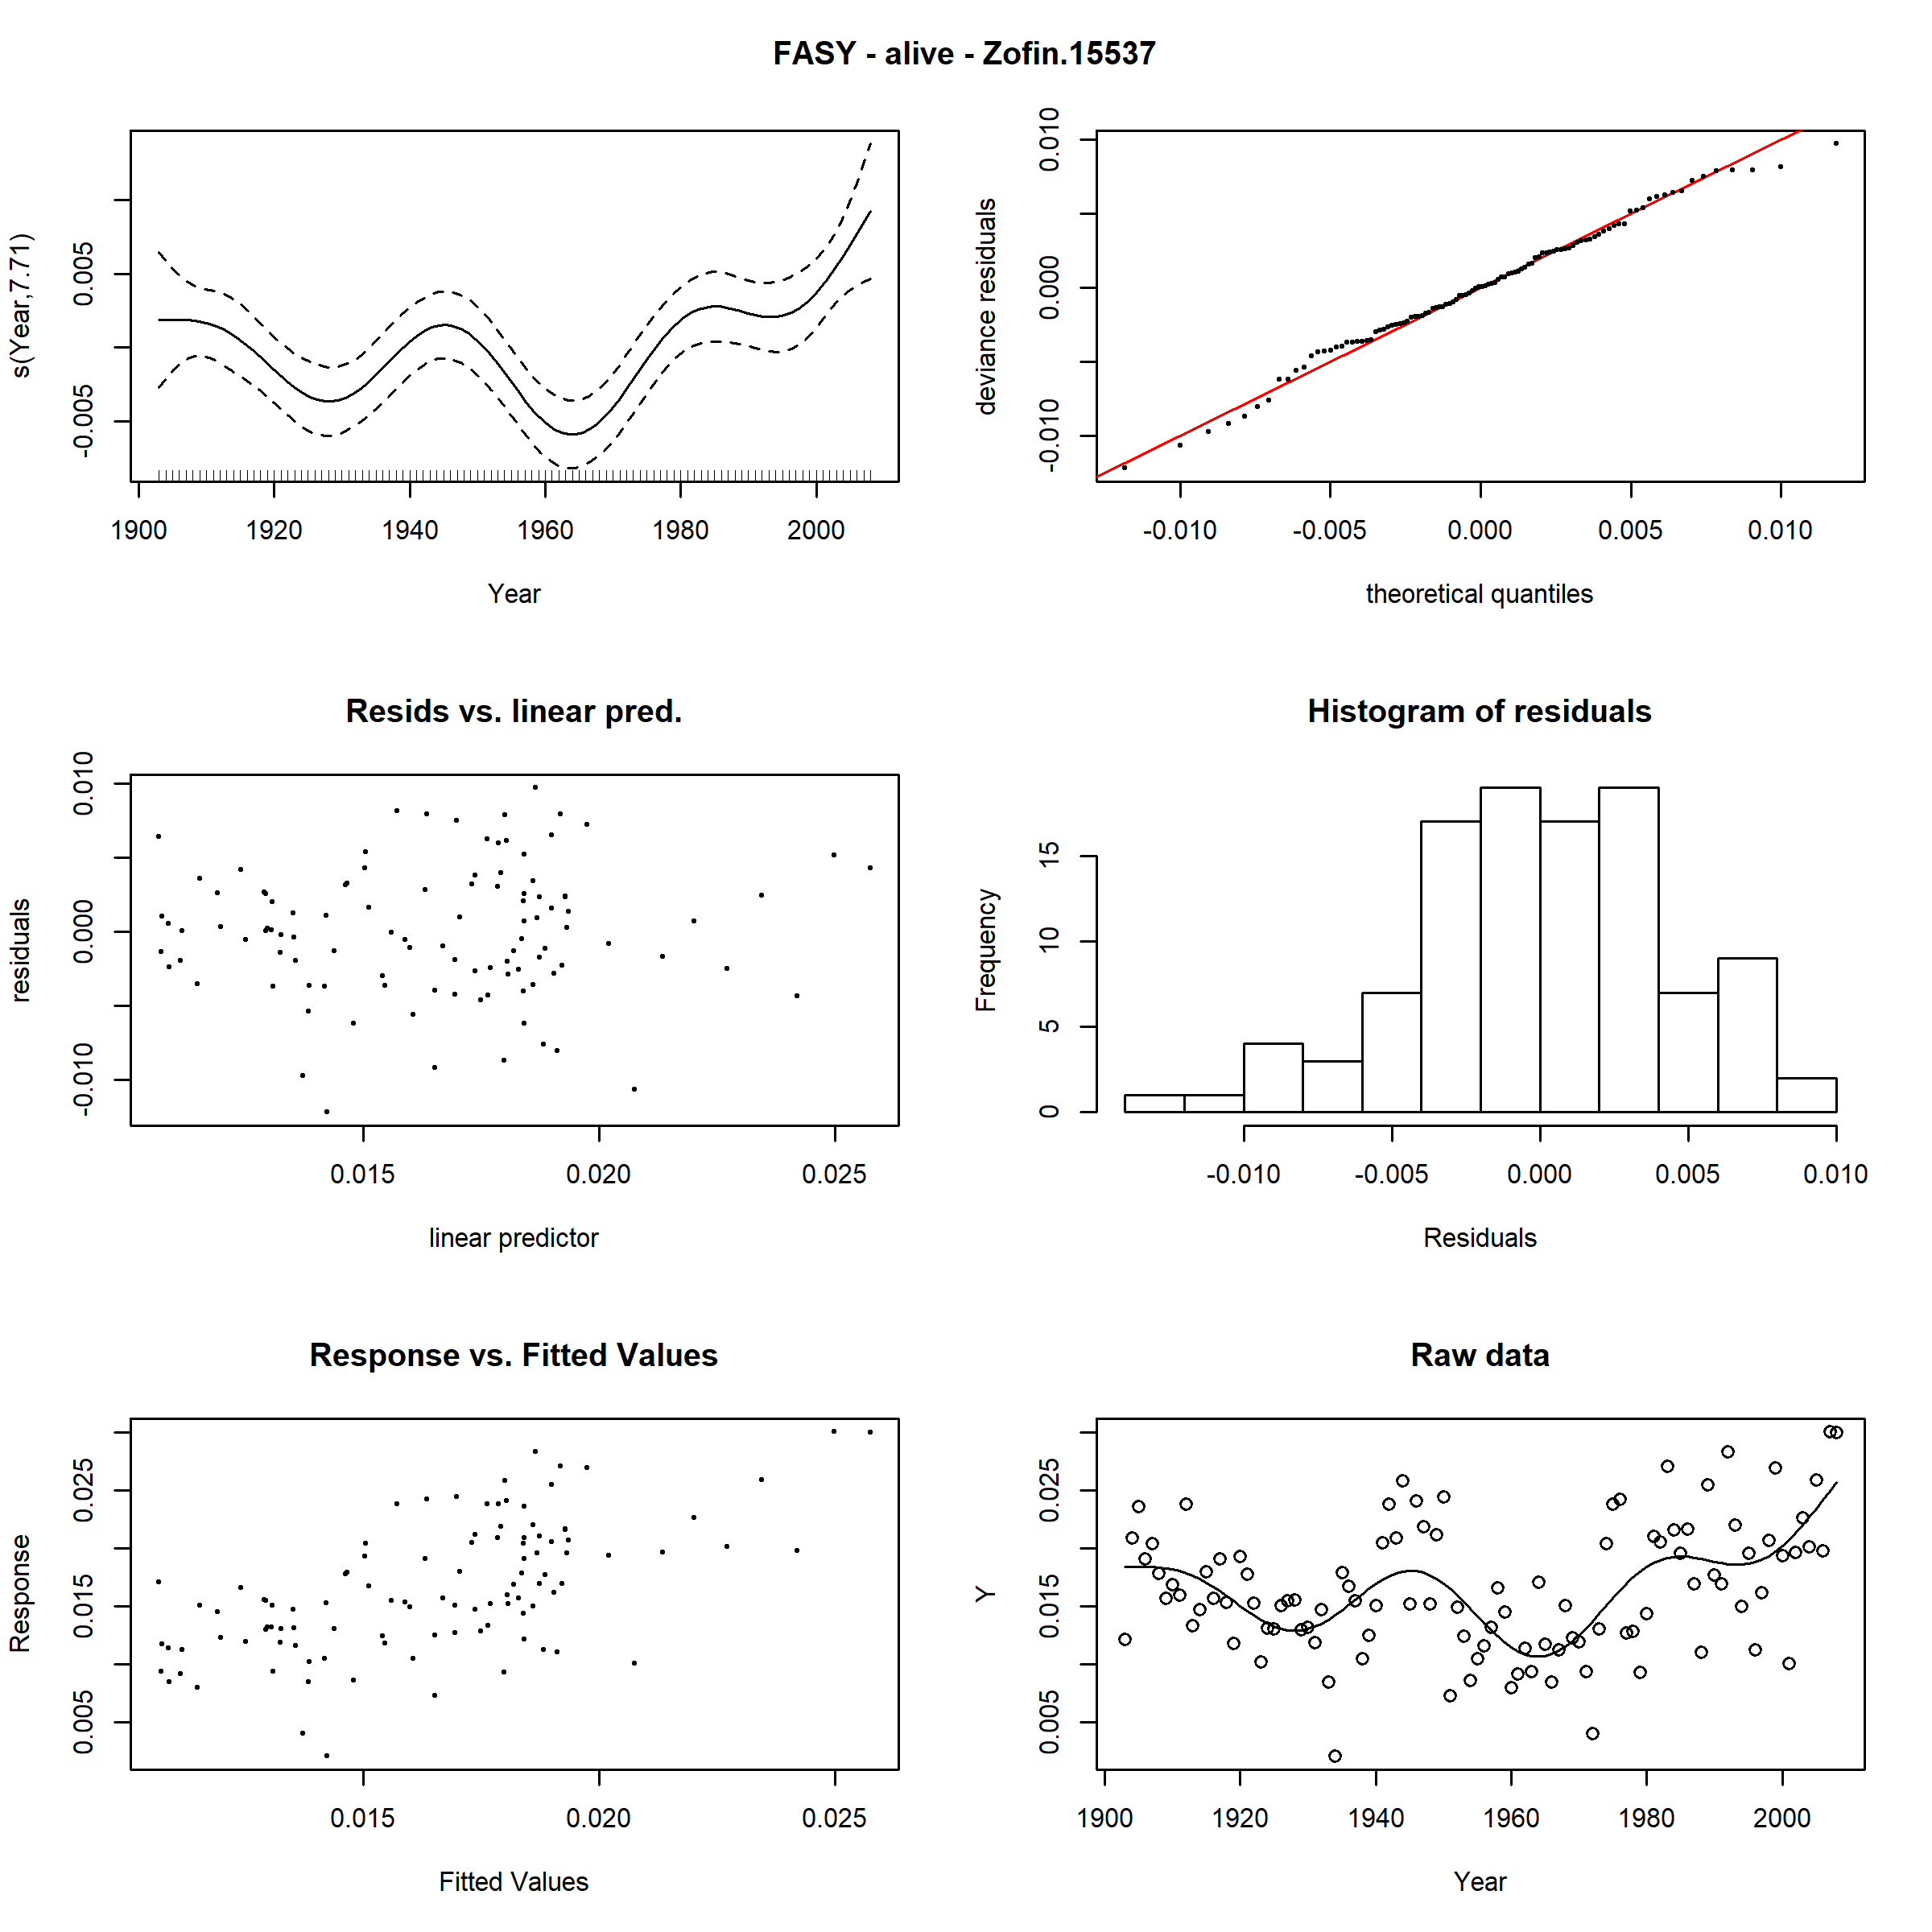 FASY - alive - Zofin.15537
s(Year,7.71)
-0.005 0.005
1900 1920 1940 1960 1980 2000
Year
deviance residuals
-0.010 0.000 0.010
-0.010 -0.005 0.000 0.005 0.010
theoretical quantiles
Resids vs. linear pred.
residuals
-0.010 0.000 0.010
0.015 0.020 0.025
linear predictor
Histogram of residuals
Frequency
0 5 10 15
-0.010 -0.005 0.000 0.005 0.010
Residuals
Response vs. Fitted Values
Response
0.005 0.015 0.025
0.015 0.020 0.025
Fitted Values
Raw data
Y
0.005 0.015 0.025
1900 1920 1940 1960 1980 2000
Year